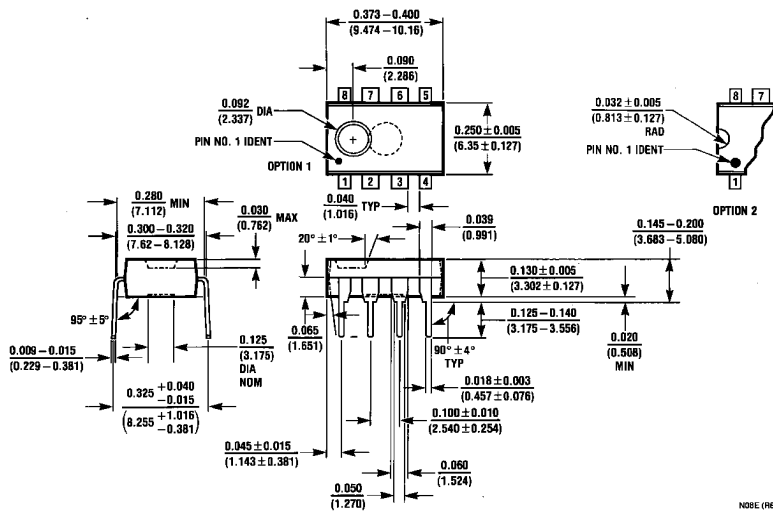 0.373–0.400
(9.474–10.16)
0.090
(2.286)
8 7 6 5
0.092 DIA
(2.337)
PIN NO. 1 IDENT
OPTION 1
0.250 ± 0.005
(6.35 ± 0.127)
1 2 3 4
0.032 ± 0.005
(0.813 ± 0.127)
RAD
PIN NO. 1 IDENT
8 7
1
OPTION 2
0.280 MIN
(7.112)
0.300–0.320
(7.62–8.128)
0.030 MAX
(0.762)
0.040 TYP
(1.016)
20° ± 1°
0.039
(0.991)
0.145–0.200
(3.683–5.080)
0.130 ± 0.005
(3.302 ± 0.127)
0.125–0.140
(3.175–3.556)
0.020
(0.508)
MIN
95° ± 5°
0.009–0.015
(0.229–0.381)
0.125
(3.175)
DIA
NOM
0.065
(1.651)
90° ± 4°
TYP
0.018 ± 0.003
(0.457 ± 0.076)
0.325 +0.040
−0.015
(8.255 +1.016
−0.381)
0.100 ± 0.010
(2.540 ± 0.254)
0.045 ± 0.015
(1.143 ± 0.381)
0.060
(1.524)
0.050
(1.270)
N08E (RE